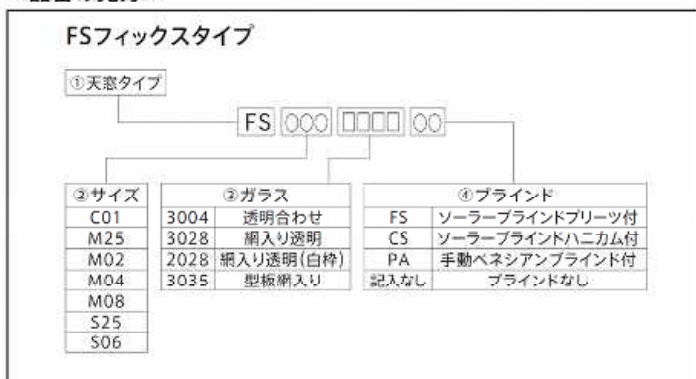 FSフィックスタイプ
①天窓タイプ
FS ○○○ □□□□ ○○
②サイズ
C01
M25
M02
M04
M08
S25
S06
③ガラス
3004 透明合わせ
3028 網入り透明
2028 網入り透明(白枠)
3035 型板網入り
④ブラインド
FS ソーラーブラインドプリーツ付
CS ソーラーブラインドハニカム付
PA 手動ベネシアンブラインド付
記入なし ブラインドなし